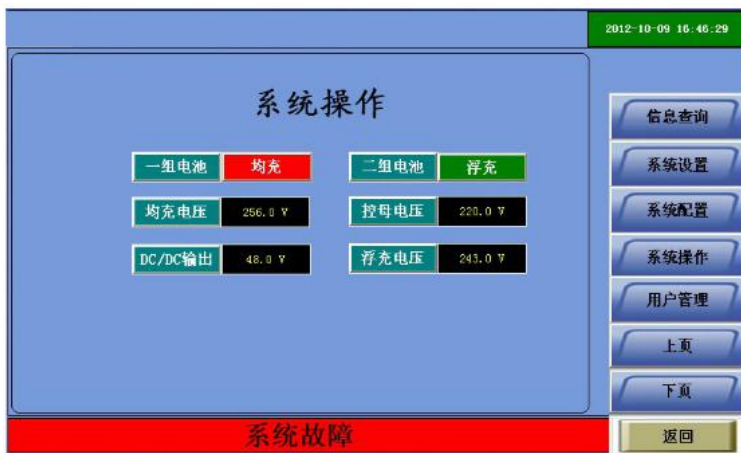 2012-10-09 16:46:29
系统操作
一组电池 均充 二组电池 浮充
均充电压 256.0 V 控母电压 220.0 V
DC/DC输出 48.0 V 浮充电压 243.0 V
信息查询
系统设置
系统配置
系统操作
用户管理
上页
下页
系统故障
返回